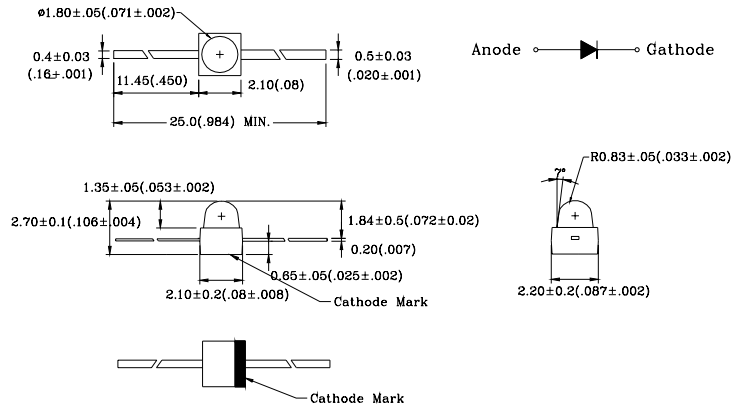 ø1.80±.05(.071±.002)
0.4±0.03
(.16±.001)
0.5±0.03
(.020±.001)
11.45(.450)
2.10(.08)
25.0(.984) MIN.
Anode
Gathode
1.35±.05(.053±.002)
2.70±0.1(.106±.004)
1.84±0.5(.072±0.02)
0.20(.007)
0.65±.05(.025±.002)
2.10±0.2(.08±.008)
Cathode Mark
7°
R0.83±.05(.033±.002)
2.20±0.2(.087±.002)
Cathode Mark